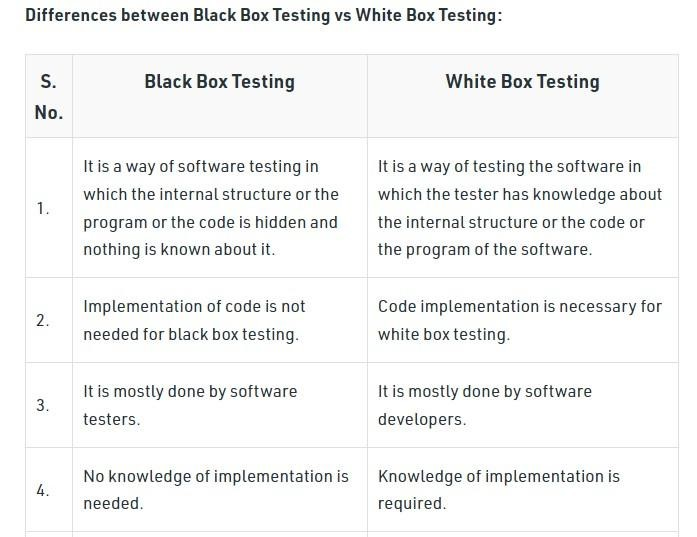 Differences between Black Box Testing vs White Box Testing:
S. No.
Black Box Testing
White Box Testing
1.
It is a way of software testing in
which the internal structure or the
program or the code is hidden and
nothing is known about it.
It is a way of testing the software in
which the tester has knowledge about
the internal structure or the code or
the program of the software.
2.
Implementation of code is not
needed for black box testing.
Code implementation is necessary for
white box testing.
3.
It is mostly done by software
testers.
It is mostly done by software
developers.
4.
No knowledge of implementation is
needed.
Knowledge of implementation is
required.